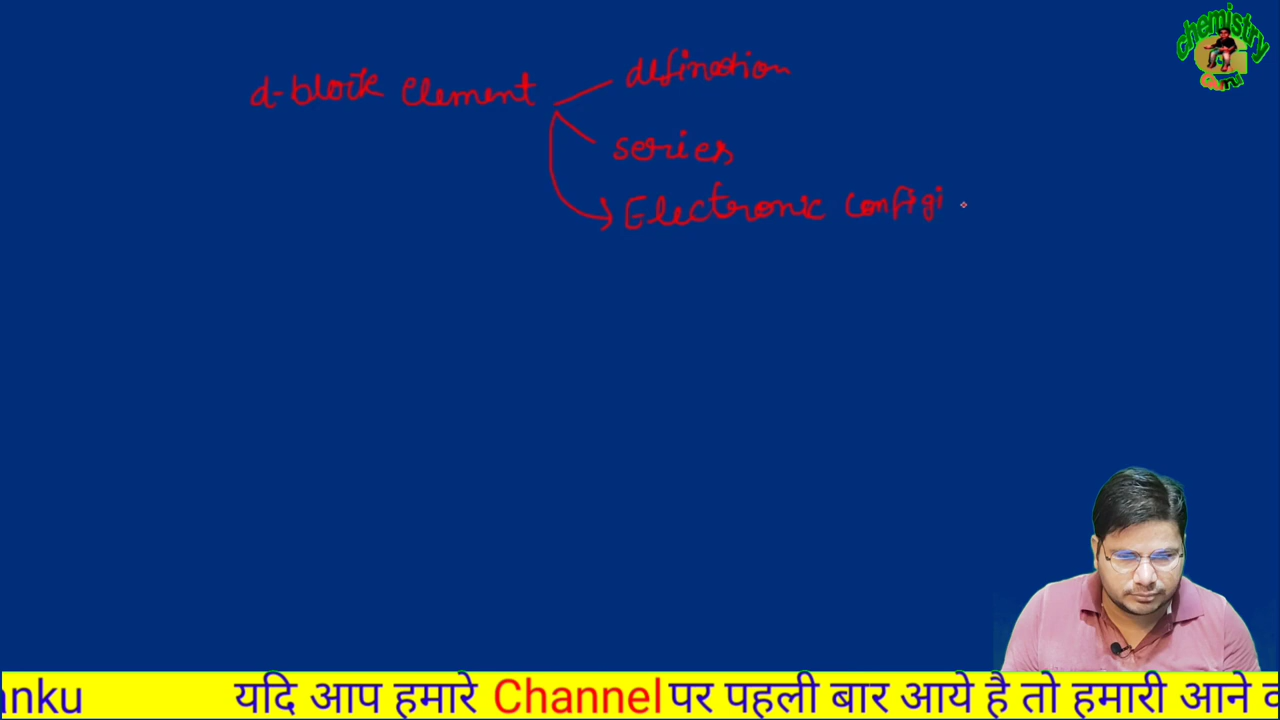 d-block Element
defination
series
Electronic configi
chemistry
anku यदि आप हमारे Channel पर पहली बार आये है तो हमारी आने